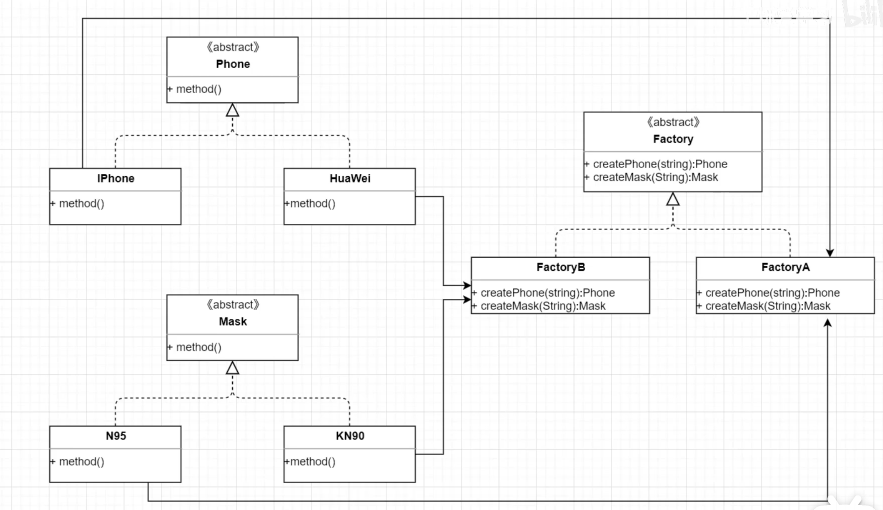 《abstract》
Phone
+ method()
《abstract》
Factory
+ createPhone(string):Phone
+ createMask(String):Mask
IPhone
+ method()
HuaWei
+method()
FactoryB
+ createPhone(string):Phone
+ createMask(String):Mask
FactoryA
+ createPhone(string):Phone
+ createMask(String):Mask
《abstract》
Mask
+ method()
N95
+ method()
KN90
+method()